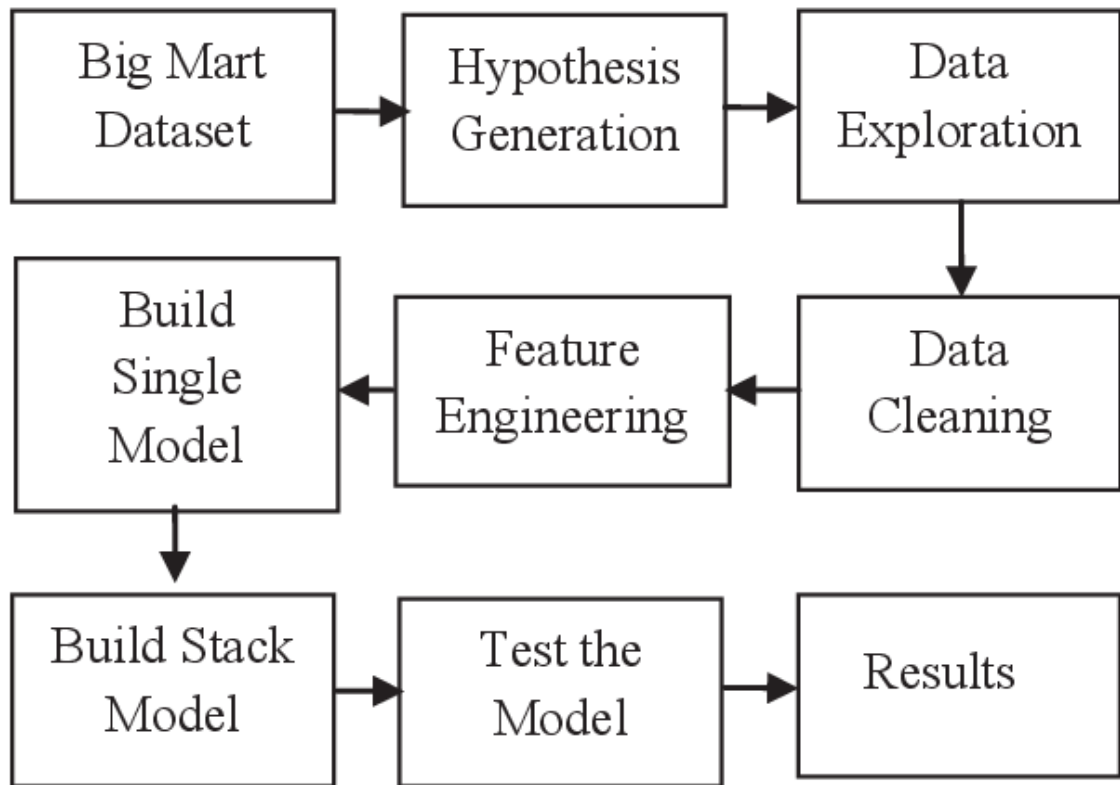 Big Mart
Dataset
Hypothesis
Generation
Data
Exploration
Data
Cleaning
Feature
Engineering
Build
Single
Model
Build Stack
Model
Test the
Model
Results